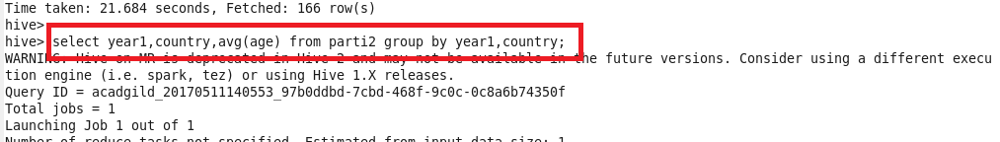 Time taken: 21.684 seconds, Fetched: 166 row(s)
hive>
hive> select year1,country,avg(age) from parti2 group by year1,country;
WARNING: Hive-on-MR is deprecated in Hive 2 and may not be available in the future versions. Consider using a different execu
tion engine (i.e. spark, tez) or using Hive 1.X releases.
Query ID = acadgild_20170511140553_97b0ddbd-7cbd-468f-9c0c-0c8a6b74350f
Total jobs = 1
Launching Job 1 out of 1
Number of reduce tasks not specified. Estimated from input data size: 1